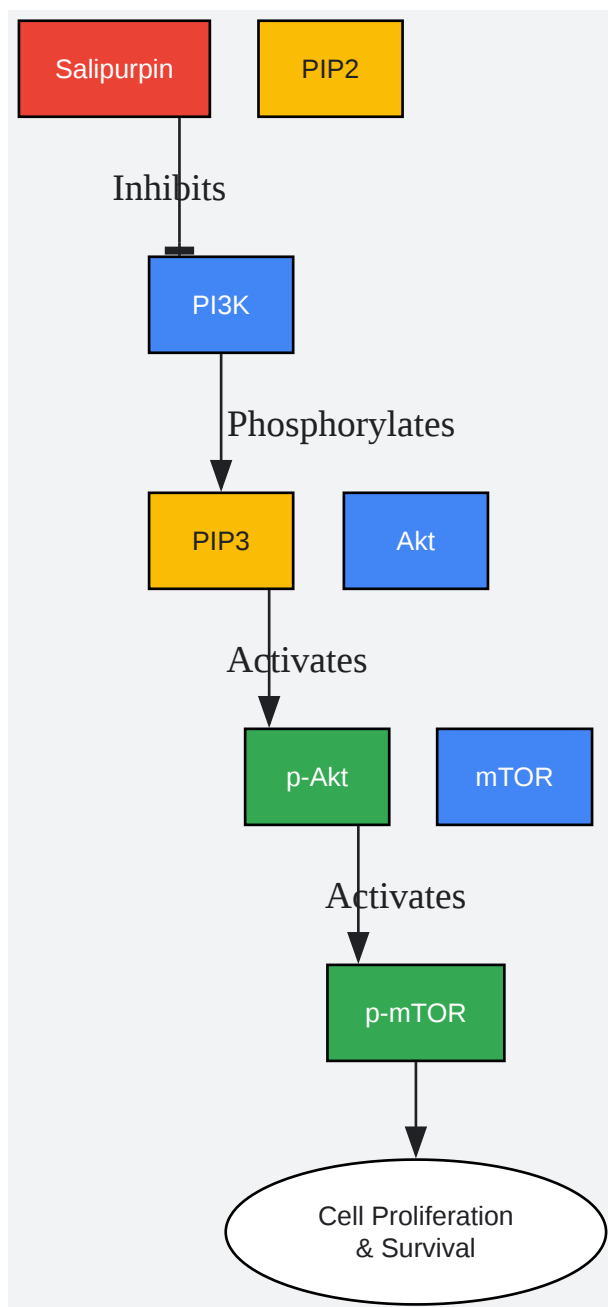 Salipurpin
PIP2
Inhibits
PI3K
Phosphorylates
PIP3
Akt
Activates
p-Akt
mTOR
Activates
p-mTOR
Cell Proliferation
& Survival